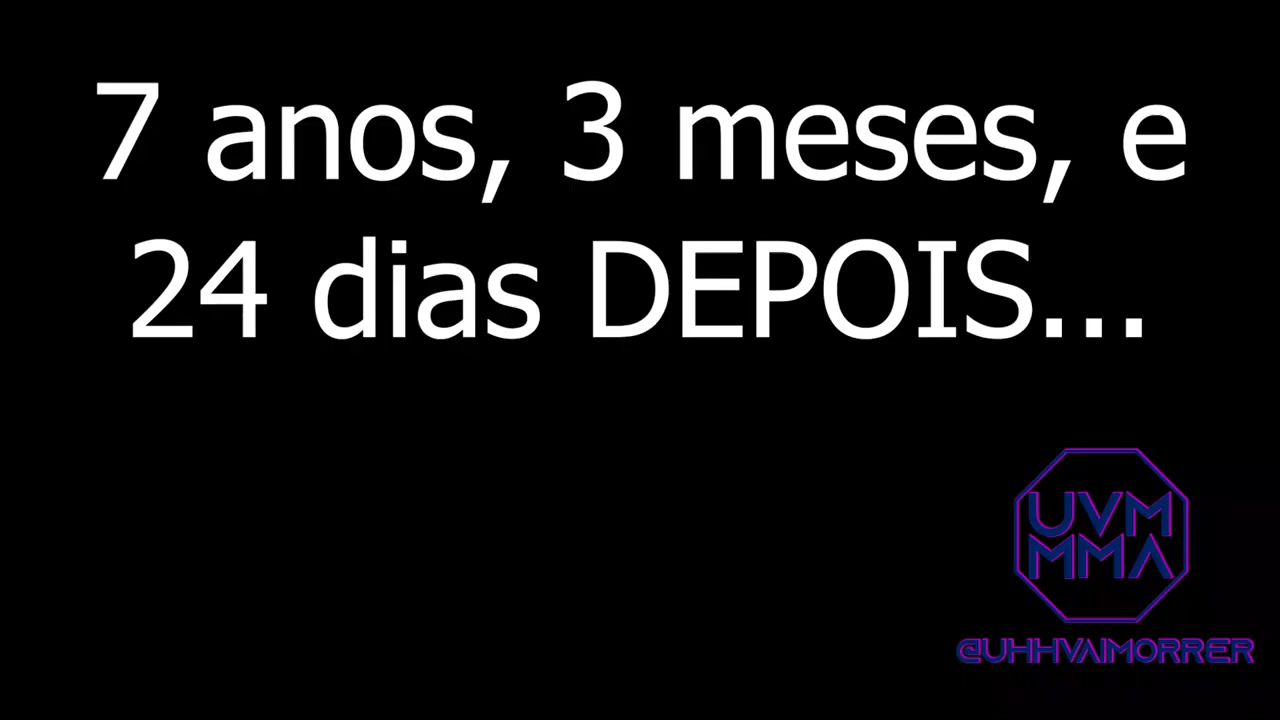 7 anos, 3 meses, e
24 dias DEPOIS...
UVM
MMA
@UHHVAIMORRER